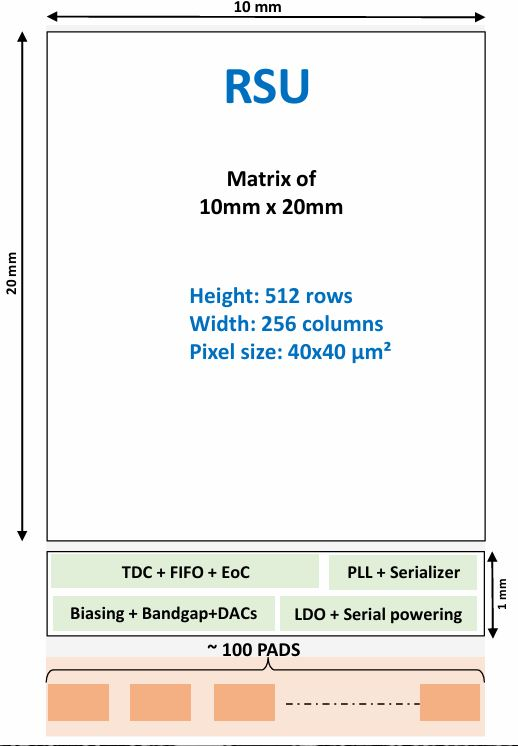 10 mm
RSU
Matrix of
10mm x 20mm
20 mm
Height: 512 rows
Width: 256 columns
Pixel size: 40x40 µm²
TDC + FIFO + EoC
PLL + Serializer
Biasing + Bandgap+DACs
LDO + Serial powering
1 mm
~ 100 PADS